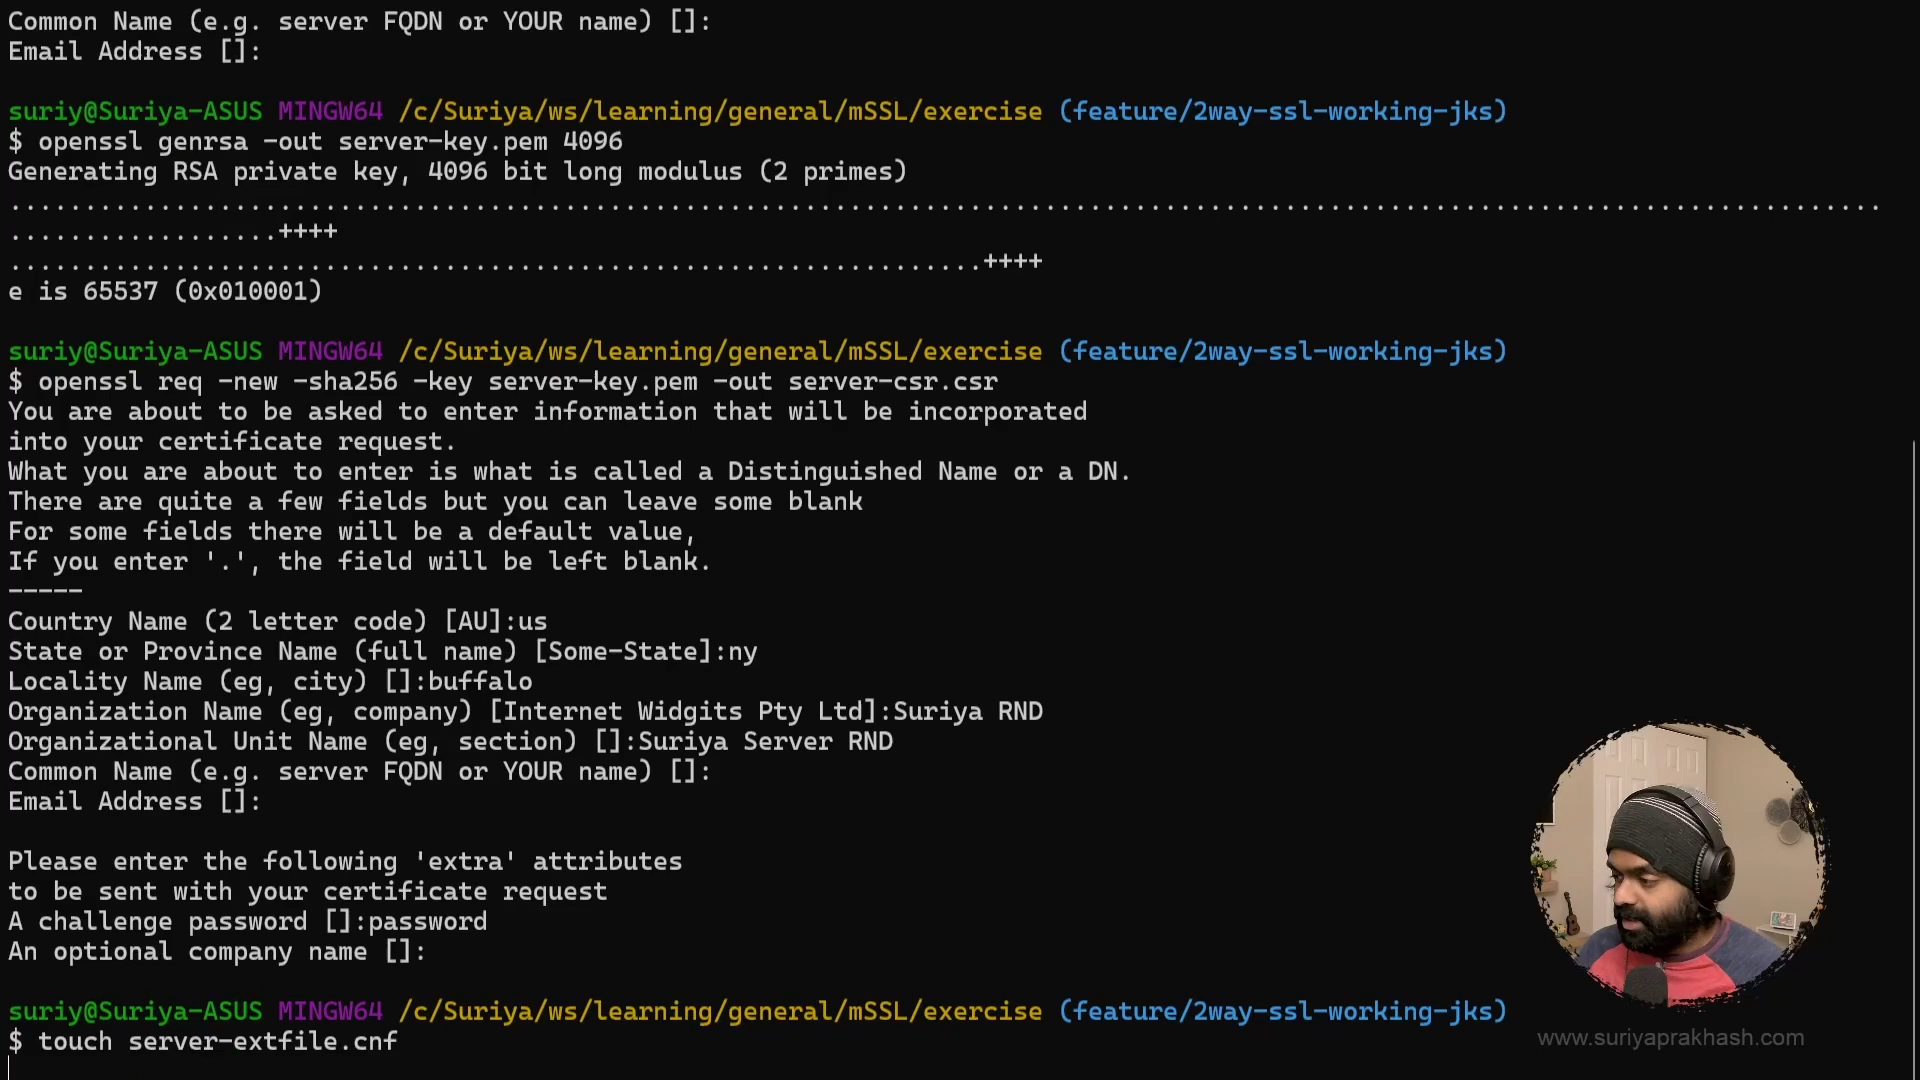 Common Name (e.g. server FQDN or YOUR name) []:
Email Address []:
suriy@Suriya-ASUS MINGW64 /c/Suriya/ws/learning/general/mSSL/exercise (feature/2way-ssl-working-jks)
$ openssl genrsa -out server-key.pem 4096
Generating RSA private key, 4096 bit long modulus (2 primes)
.............................................................................................................................
..................++++
.................................................................++++
e is 65537 (0x010001)
suriy@Suriya-ASUS MINGW64 /c/Suriya/ws/learning/general/mSSL/exercise (feature/2way-ssl-working-jks)
$ openssl req -new -sha256 -key server-key.pem -out server-csr.csr
You are about to be asked to enter information that will be incorporated
into your certificate request.
What you are about to enter is what is called a Distinguished Name or a DN.
There are quite a few fields but you can leave some blank
For some fields there will be a default value,
If you enter '.', the field will be left blank.
-----
Country Name (2 letter code) [AU]:us
State or Province Name (full name) [Some-State]:ny
Locality Name (eg, city) []:buffalo
Organization Name (eg, company) [Internet Widgits Pty Ltd]:Suriya RND
Organizational Unit Name (eg, section) []:Suriya Server RND
Common Name (e.g. server FQDN or YOUR name) []:
Email Address []:
Please enter the following 'extra' attributes
to be sent with your certificate request
A challenge password []:password
An optional company name []:
suriy@Suriya-ASUS MINGW64 /c/Suriya/ws/learning/general/mSSL/exercise (feature/2way-ssl-working-jks)
$ touch server-extfile.cnf
www.suriyaprakhash.com